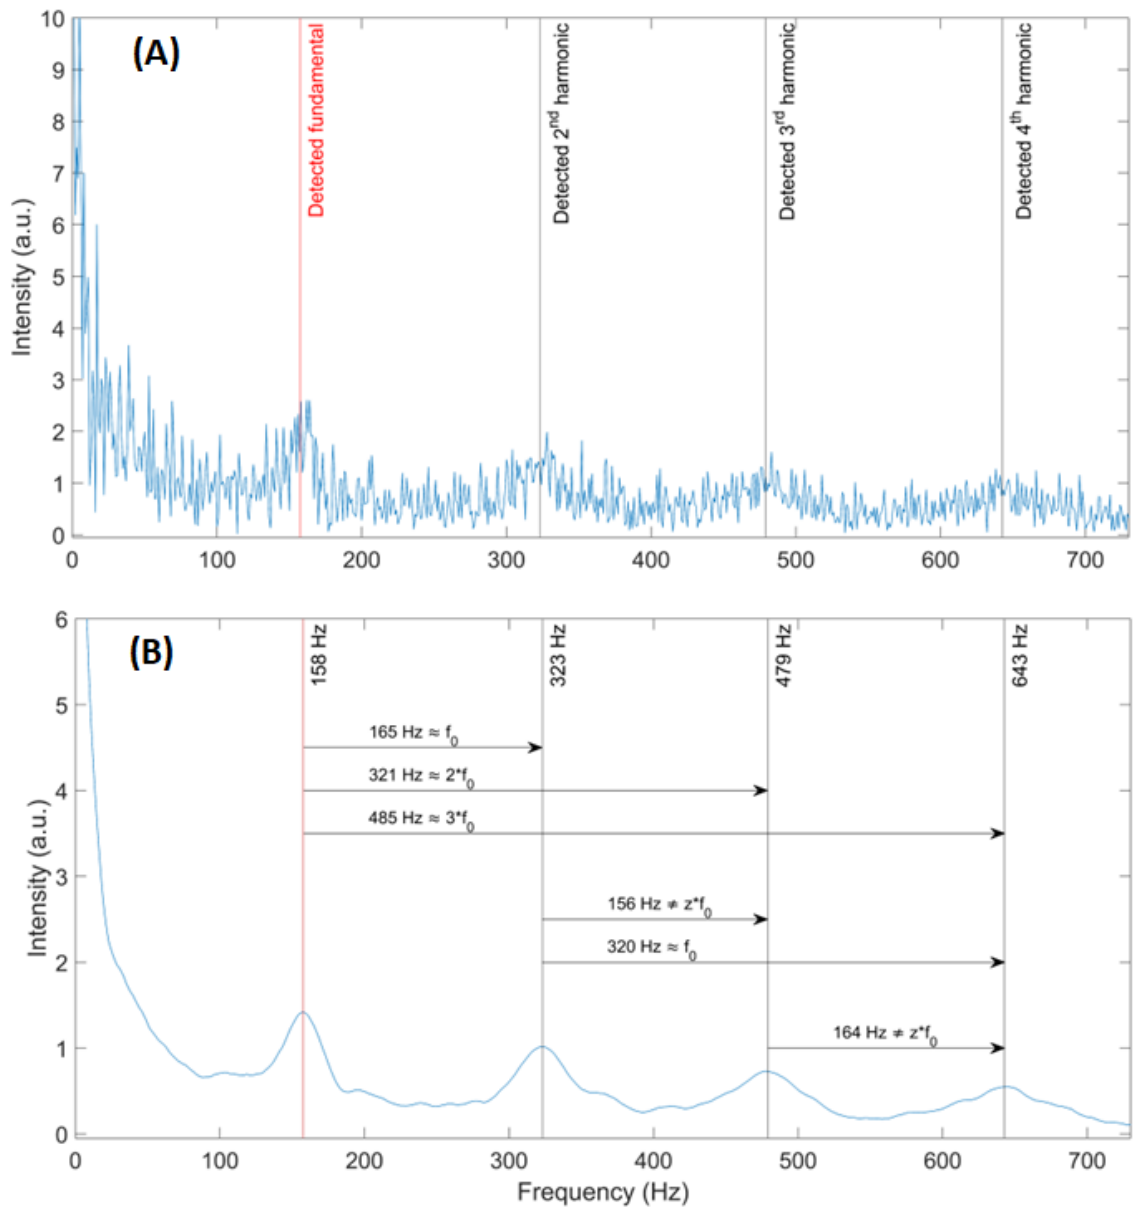 (A)
Detected fundamental
Detected 2nd harmonic
Detected 3rd harmonic
Detected 4th harmonic
Intensity (a.u.)
10
9
8
7
6
5
4
3
2
1
0
0 100 200 300 400 500 600 700
(B)
158 Hz
323 Hz
479 Hz
643 Hz
165 Hz ≈ f0
321 Hz ≈ 2*f0
485 Hz ≈ 3*f0
156 Hz ≠ z*f0
320 Hz ≈ f0
164 Hz ≠ z*f0
Intensity (a.u.)
6
5
4
3
2
1
0
0 100 200 300 400 500 600 700
Frequency (Hz)